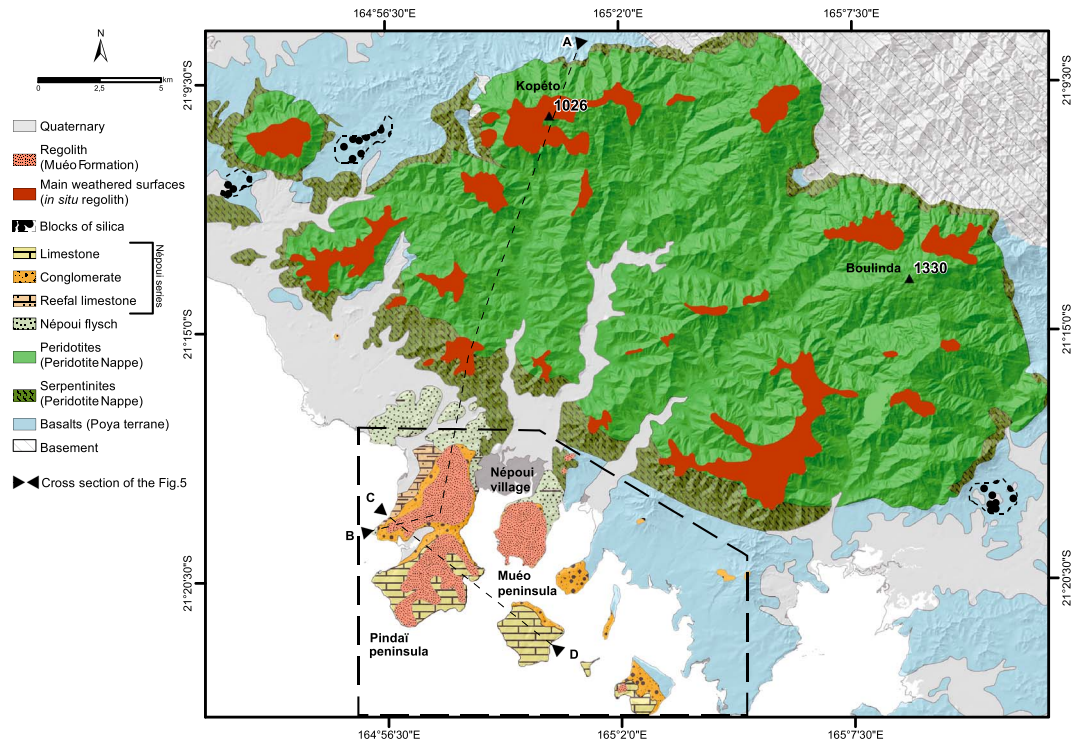 164°56'30"E
165°2'0"E
165°7'30"E
N
0
2.5
5
km
21°9'30"S
21°9'30"S
A
Kopéto
1026
Quaternary
Regolith
(Muéo Formation)
Main weathered surfaces
(in situ regolith)
Blocks of silica
Limestone
Conglomerate
Reefal limestone
Népoui series
Népoui flysch
Peridotites
(Peridotite Nappe)
Serpentinites
(Peridotite Nappe)
Basalts (Poya terrane)
Basement
Cross section of the Fig.5
Boulinda
1330
21°15'0"S
21°15'0"S
Népoui
village
C
B
Muéo
peninsula
21°20'30"S
21°20'30"S
Pindaï
peninsula
D
164°56'30"E
165°2'0"E
165°7'30"E